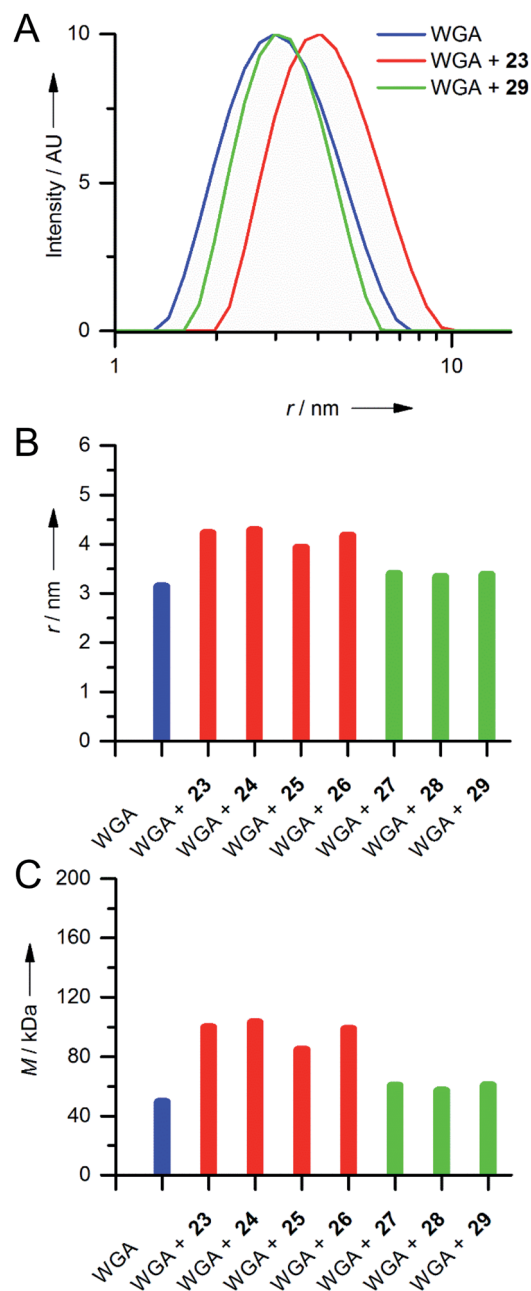 A
10
5
0
Intensity / AU
WGA
WGA + 23
WGA + 29
1
10
r / nm
B
6
5
4
3
2
1
0
r / nm
WGA
WGA + 23
WGA + 24
WGA + 25
WGA + 26
WGA + 27
WGA + 28
WGA + 29
C
200
160
120
80
40
0
M / kDa
WGA
WGA + 23
WGA + 24
WGA + 25
WGA + 26
WGA + 27
WGA + 28
WGA + 29